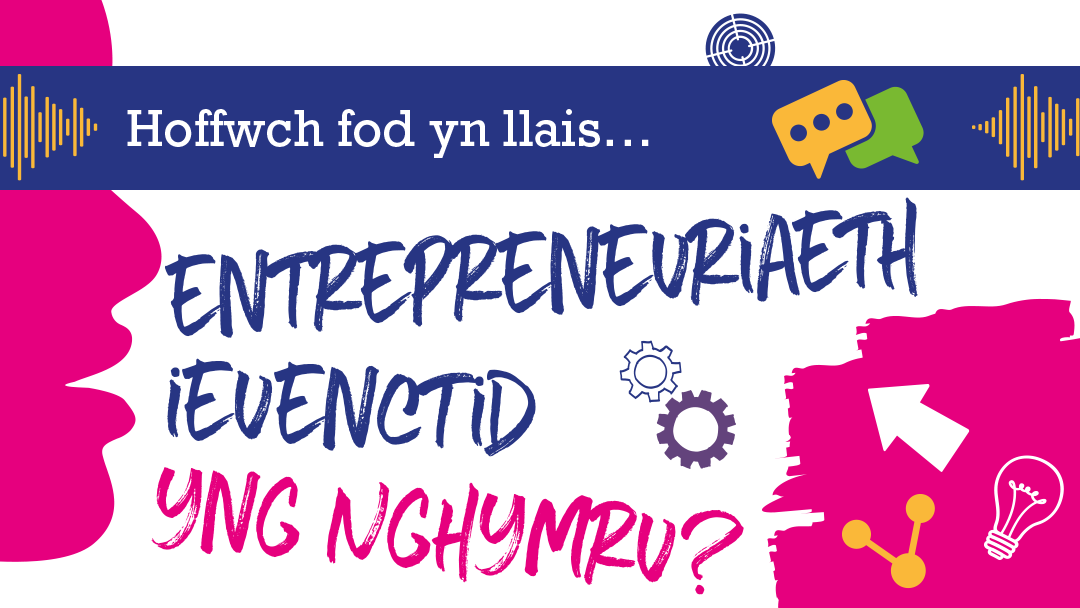 Hoffwch fod yn llais...
ENTREPRENEURiAETH
iEUENCTiD
YNG NGHYMRU?